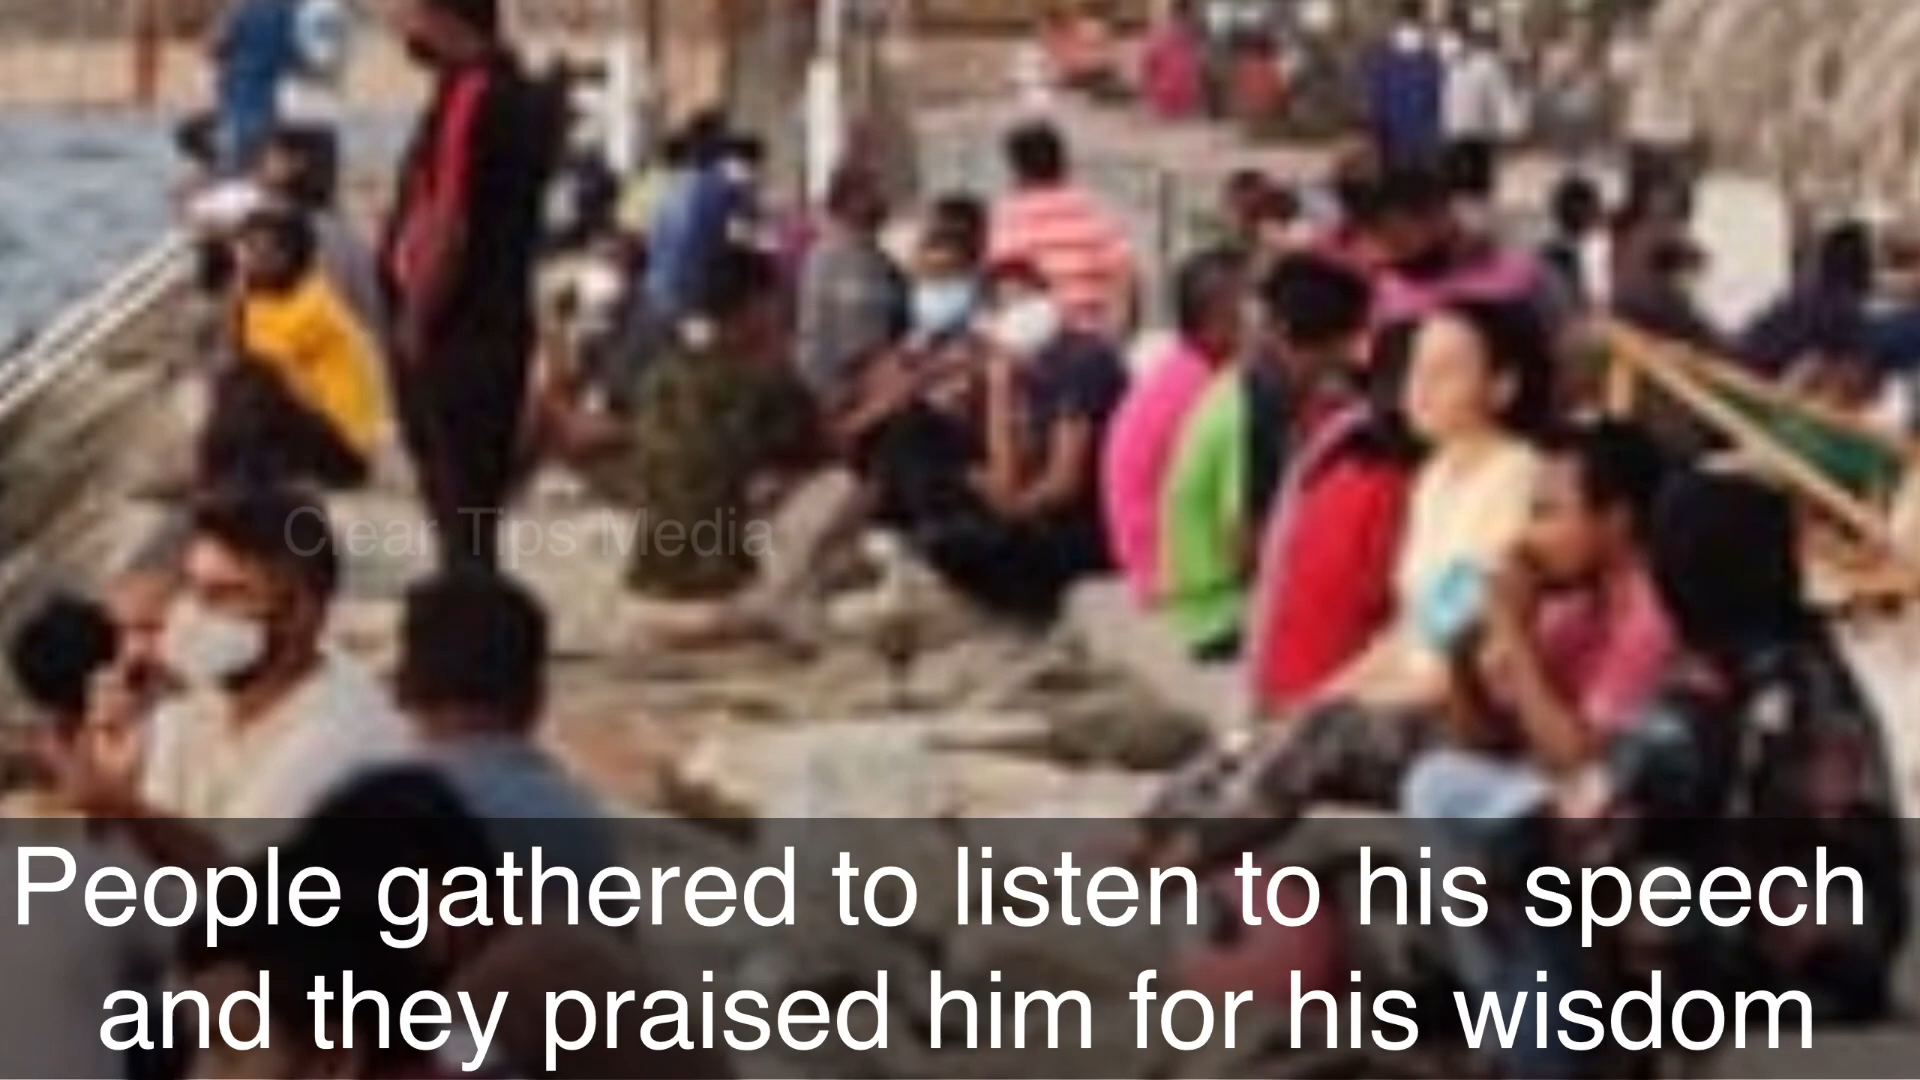 Clear Tips Media
People gathered to listen to his speech
and they praised him for his wisdom